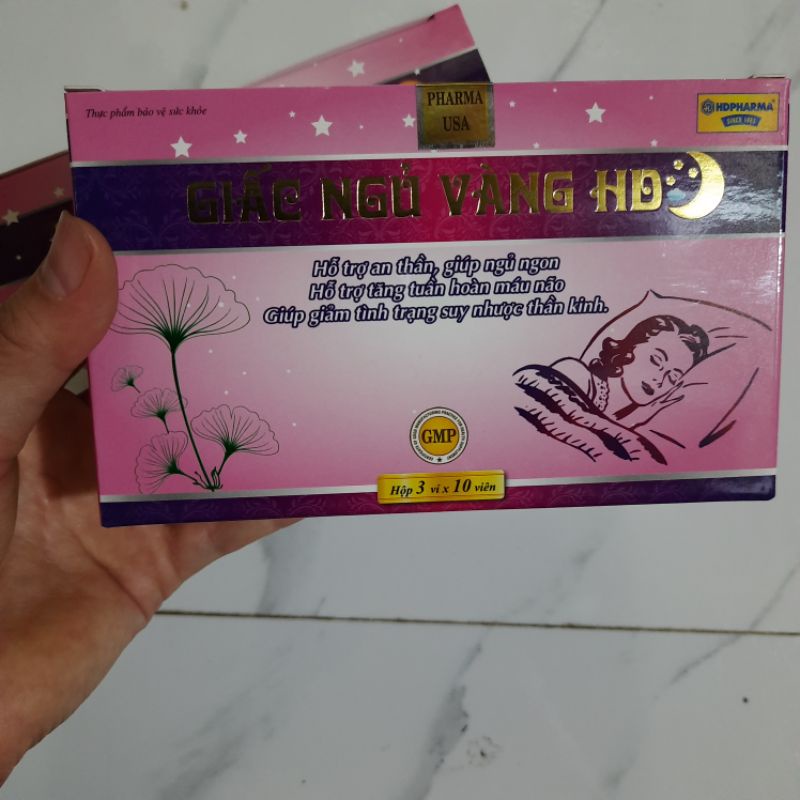 Thực phẩm bảo vệ sức khỏe
PHARMA
USA
HDPHARMA
GIẤC NGỦ VÀNG HD
Hỗ trợ an thần, giúp ngủ ngon
Hỗ trợ tăng tuần hoàn máu não
Giúp giảm tình trạng suy nhược thần kinh.
GMP
Hộp 3 vỉ x 10 viên